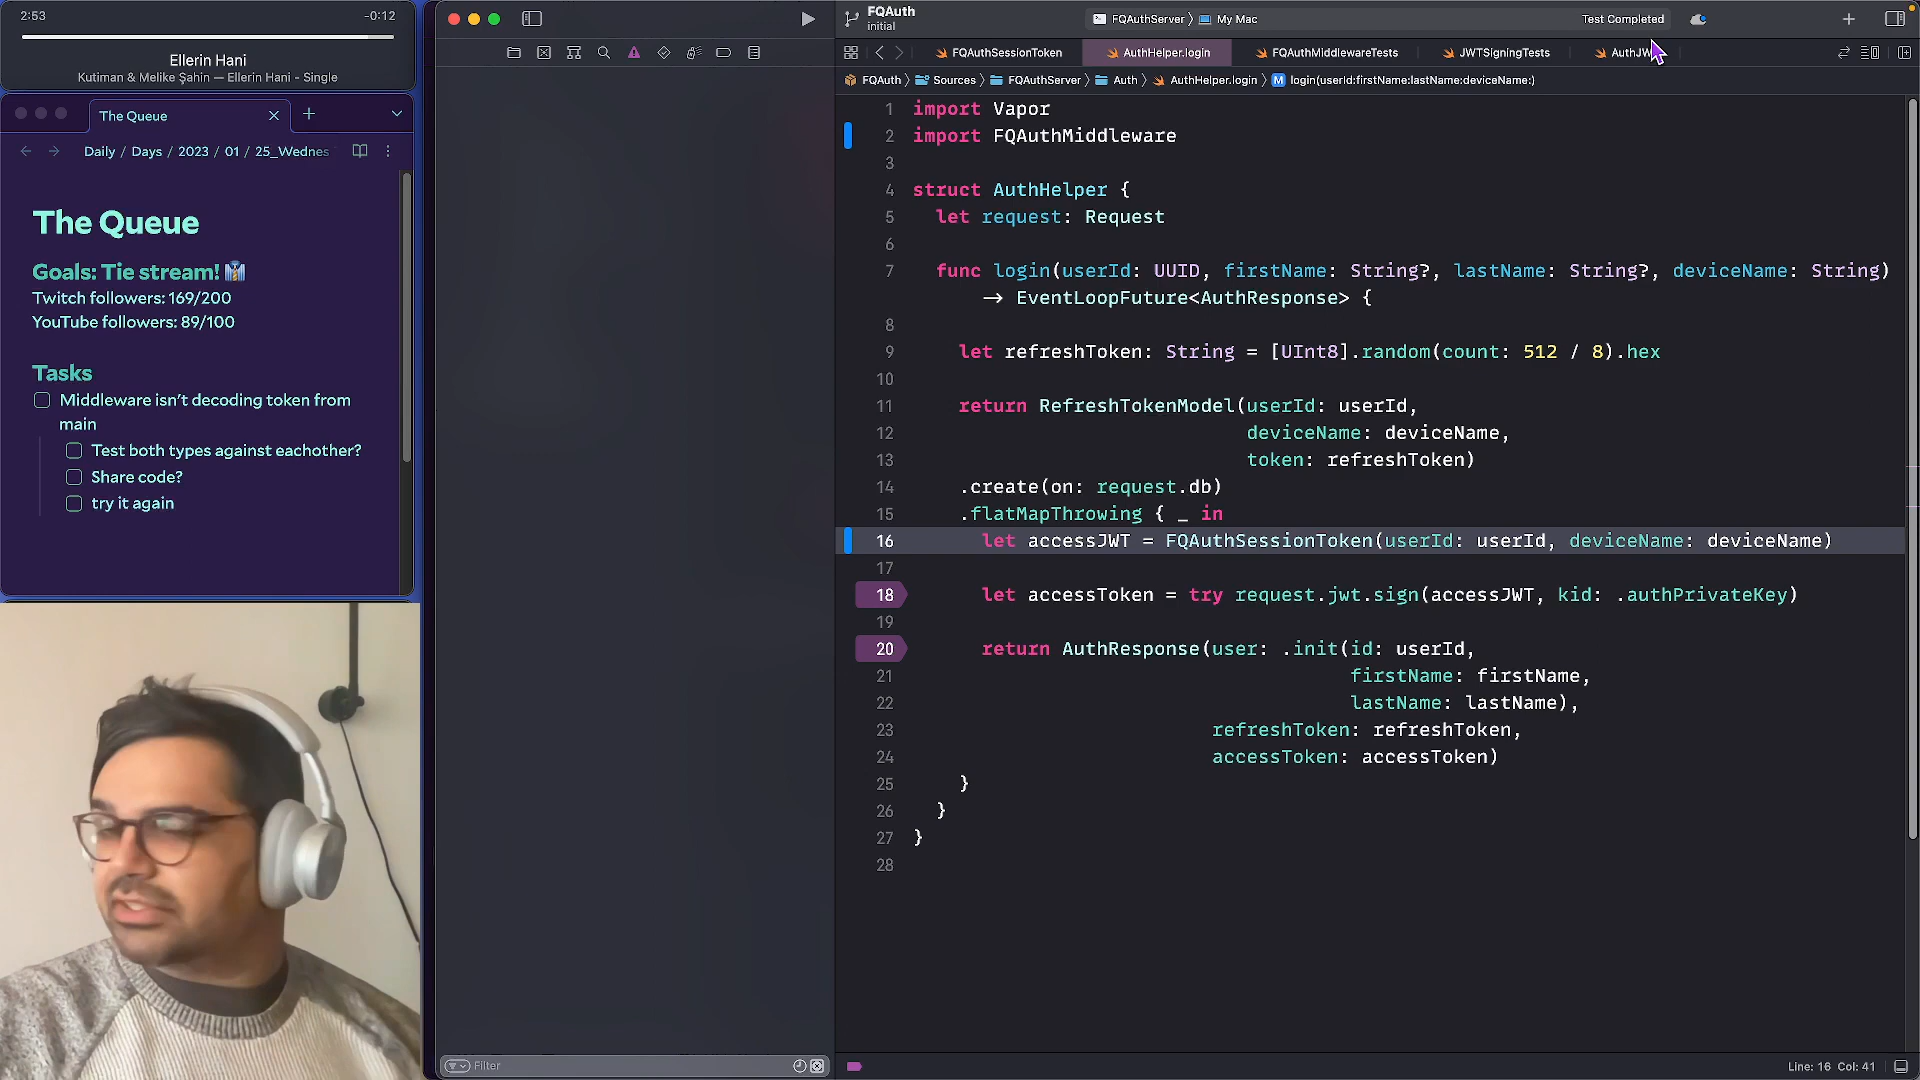 2:53
-0:12
Ellerin Hani
Kutiman & Melike Şahin — Ellerin Hani - Single
The Queue
Daily / Days / 2023 / 01 / 25_Wednes
The Queue
Goals: Tie stream! 👔
Twitch followers: 169/200
YouTube followers: 89/100
Tasks
Middleware isn't decoding token from
main
Test both types against eachother?
Share code?
try it again
Filter
FQAuth
initial
FQAuthServer
My Mac
Test Completed
FQAuthSessionToken
AuthHelper.login
FQAuthMiddlewareTests
JWTSigningTests
FQAuth
Sources
FQAuthServer
Auth
AuthHelper.login
M
login(userId:firstName:lastName:deviceName:)
1 import Vapor
2 import FQAuthMiddleware
3
4 struct AuthHelper {
5 let request: Request
6
7 func login(userId: UUID, firstName: String?, lastName: String?, deviceName: String)
-> EventLoopFuture<AuthResponse> {
8
9 let refreshToken: String = [UInt8].random(count: 512 / 8).hex
10
11 return RefreshTokenModel(userId: userId,
12 deviceName: deviceName,
13 token: refreshToken)
14 .create(on: request.db)
15 .flatMapThrowing { _ in
16 let accessJWT = FQAuthSessionToken(userId: userId, deviceName: deviceName)
17
18 let accessToken = try request.jwt.sign(accessJWT, kid: .authPrivateKey)
19
20 return AuthResponse(user: .init(id: userId,
21 firstName: firstName,
22 lastName: lastName),
23 refreshToken: refreshToken,
24 accessToken: accessToken)
25 }
26 }
27 }
28
Line: 16 Col: 41